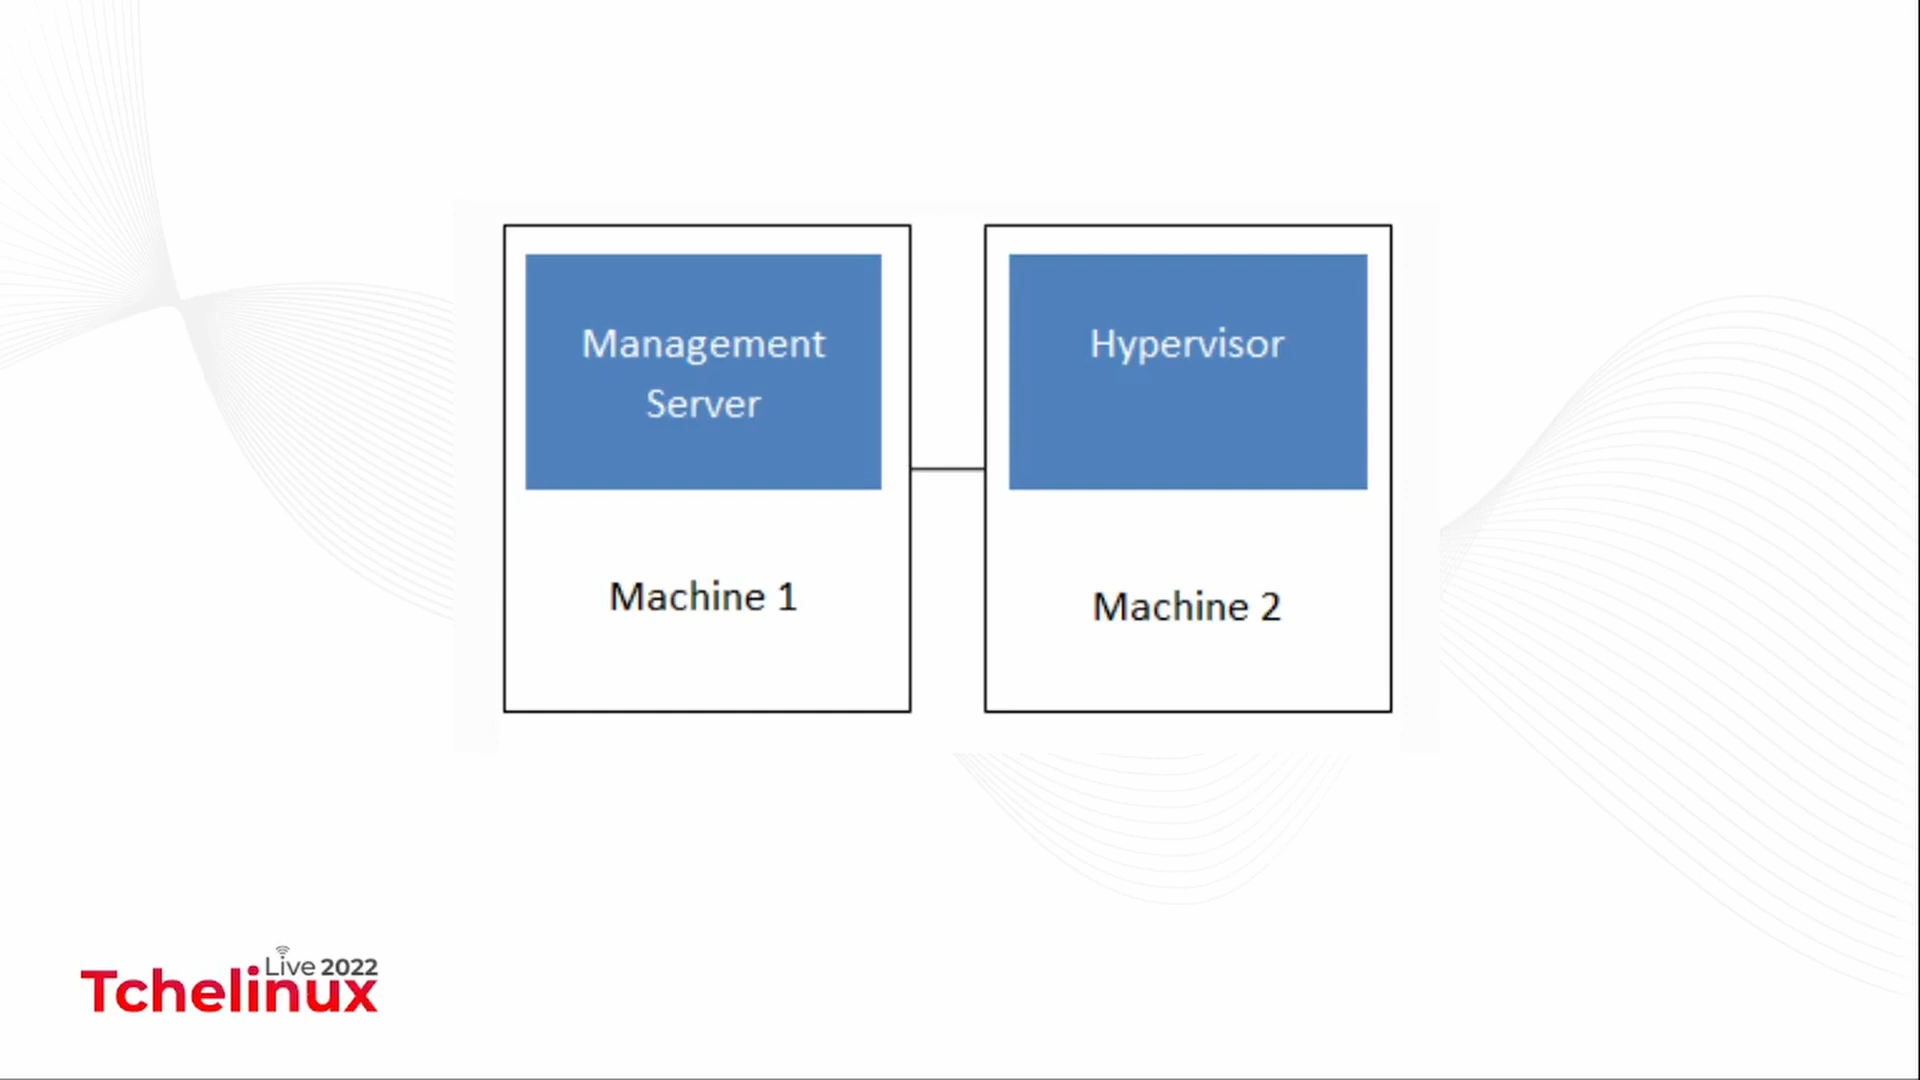 Management
Server
Machine 1
Hypervisor
Machine 2
Live 2022
Tchelinux